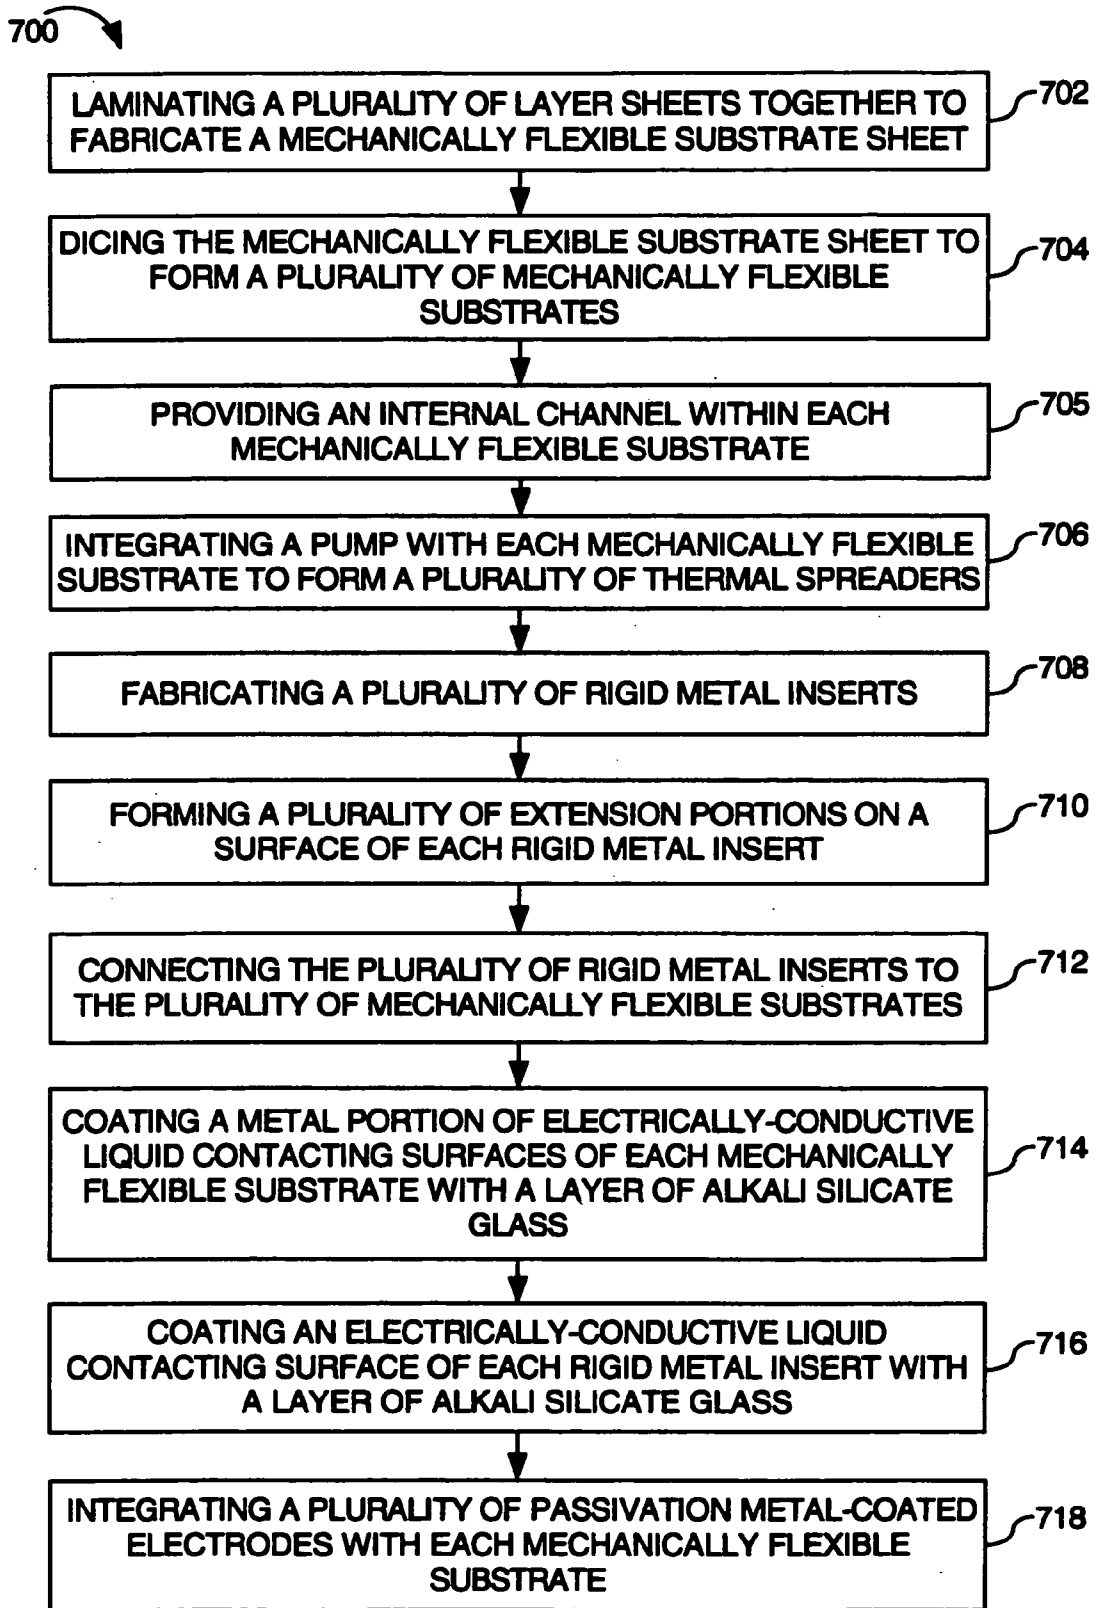 700
LAMINATING A PLURALITY OF LAYER SHEETS TOGETHER TO
FABRICATE A MECHANICALLY FLEXIBLE SUBSTRATE SHEET
702
DICING THE MECHANICALLY FLEXIBLE SUBSTRATE SHEET TO
FORM A PLURALITY OF MECHANICALLY FLEXIBLE
SUBSTRATES
704
PROVIDING AN INTERNAL CHANNEL WITHIN EACH
MECHANICALLY FLEXIBLE SUBSTRATE
705
INTEGRATING A PUMP WITH EACH MECHANICALLY FLEXIBLE
SUBSTRATE TO FORM A PLURALITY OF THERMAL SPREADERS
706
FABRICATING A PLURALITY OF RIGID METAL INSERTS
708
FORMING A PLURALITY OF EXTENSION PORTIONS ON A
SURFACE OF EACH RIGID METAL INSERT
710
CONNECTING THE PLURALITY OF RIGID METAL INSERTS TO
THE PLURALITY OF MECHANICALLY FLEXIBLE SUBSTRATES
712
COATING A METAL PORTION OF ELECTRICALLY-CONDUCTIVE
LIQUID CONTACTING SURFACES OF EACH MECHANICALLY
FLEXIBLE SUBSTRATE WITH A LAYER OF ALKALI SILICATE
GLASS
714
COATING AN ELECTRICALLY-CONDUCTIVE LIQUID
CONTACTING SURFACE OF EACH RIGID METAL INSERT WITH
A LAYER OF ALKALI SILICATE GLASS
716
INTEGRATING A PLURALITY OF PASSIVATION METAL-COATED
ELECTRODES WITH EACH MECHANICALLY FLEXIBLE
SUBSTRATE
718